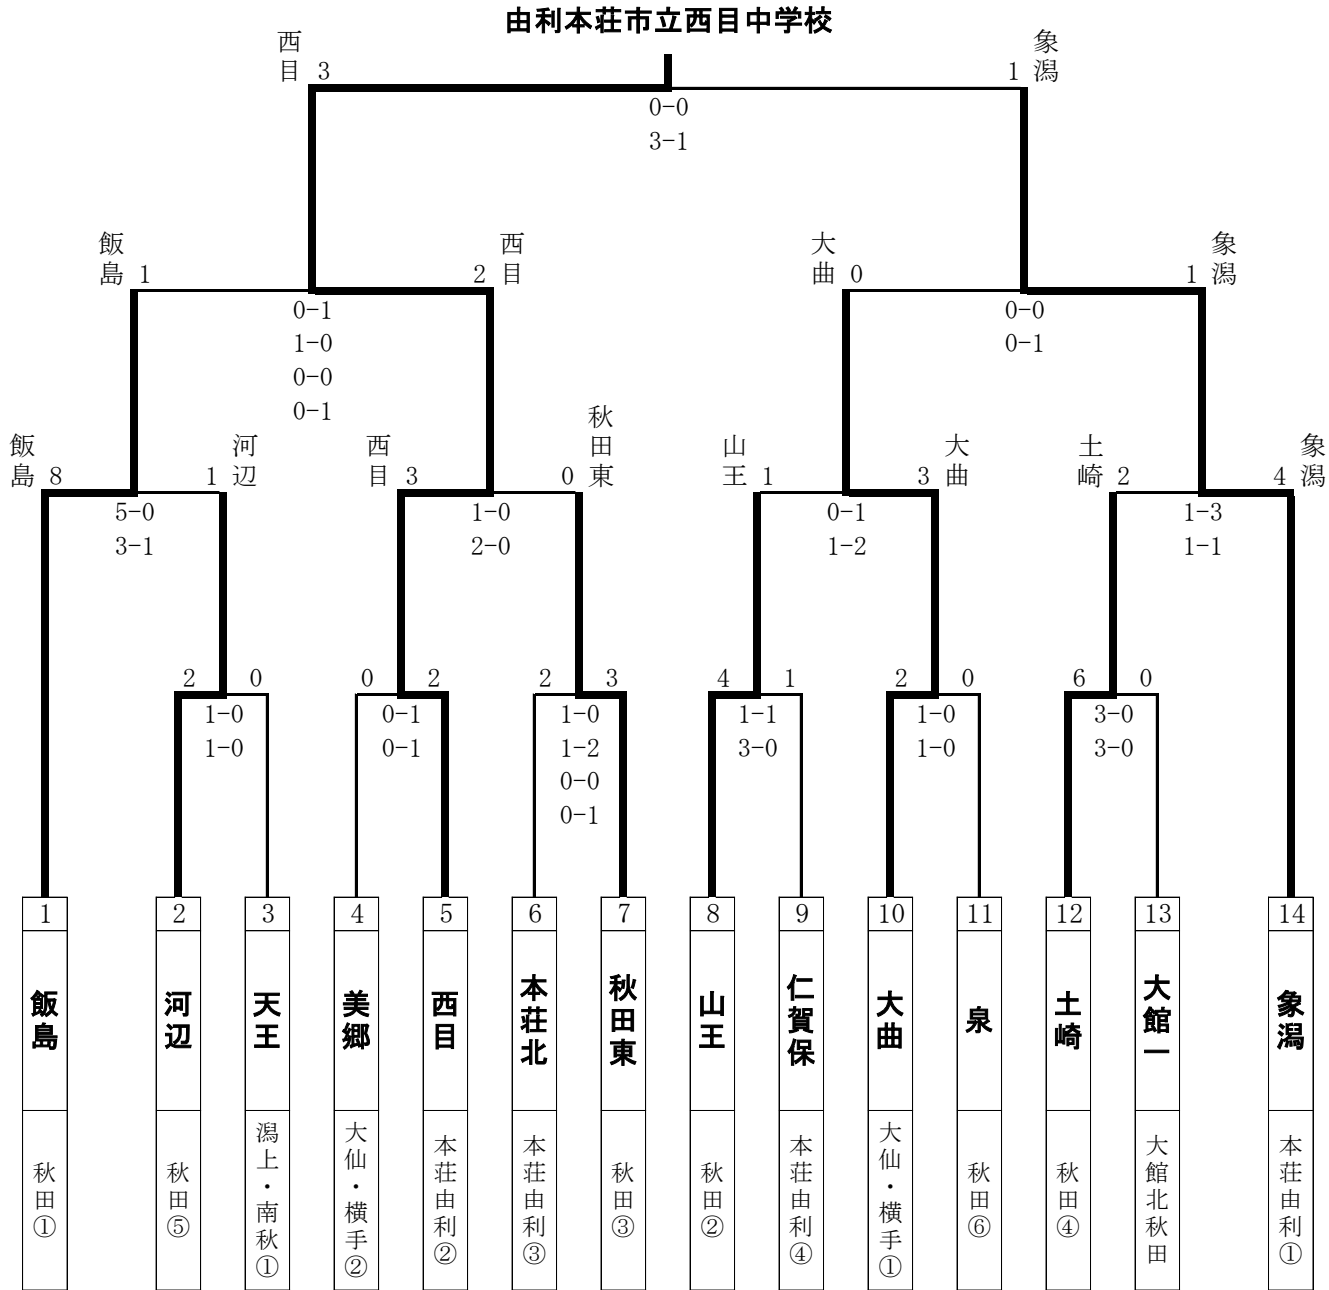 由利本荘市立西目中学校
西目 3
1 象潟
0-0
3-1
飯島 1
2 西目
大曲 0
1 象潟
0-1
1-0
0-0
0-1
0-0
0-1
飯島 8
1 河辺
西目 3
0 秋田東
山王 1
3 大曲
土崎 2
4 象潟
5-0
3-1
1-0
2-0
0-1
1-2
1-3
1-1
2 0
0 2
2 3
4 1
2 0
6 0
1-0
1-0
0-1
0-1
1-0
1-2
0-0
0-1
1-1
3-0
1-0
1-0
3-0
3-0
1 2 3 4 5 6 7 8 9 10 11 12 13 14
飯島
河辺
天王
美郷
西目
本荘北
秋田東
山王
仁賀保
大曲
泉
土崎
大館一
象潟
秋田①
秋田⑤
潟上・南秋①
大仙・横手②
本荘由利②
本荘由利③
秋田③
秋田②
本荘由利④
大仙・横手①
秋田⑥
秋田④
大館北秋田
本荘由利①